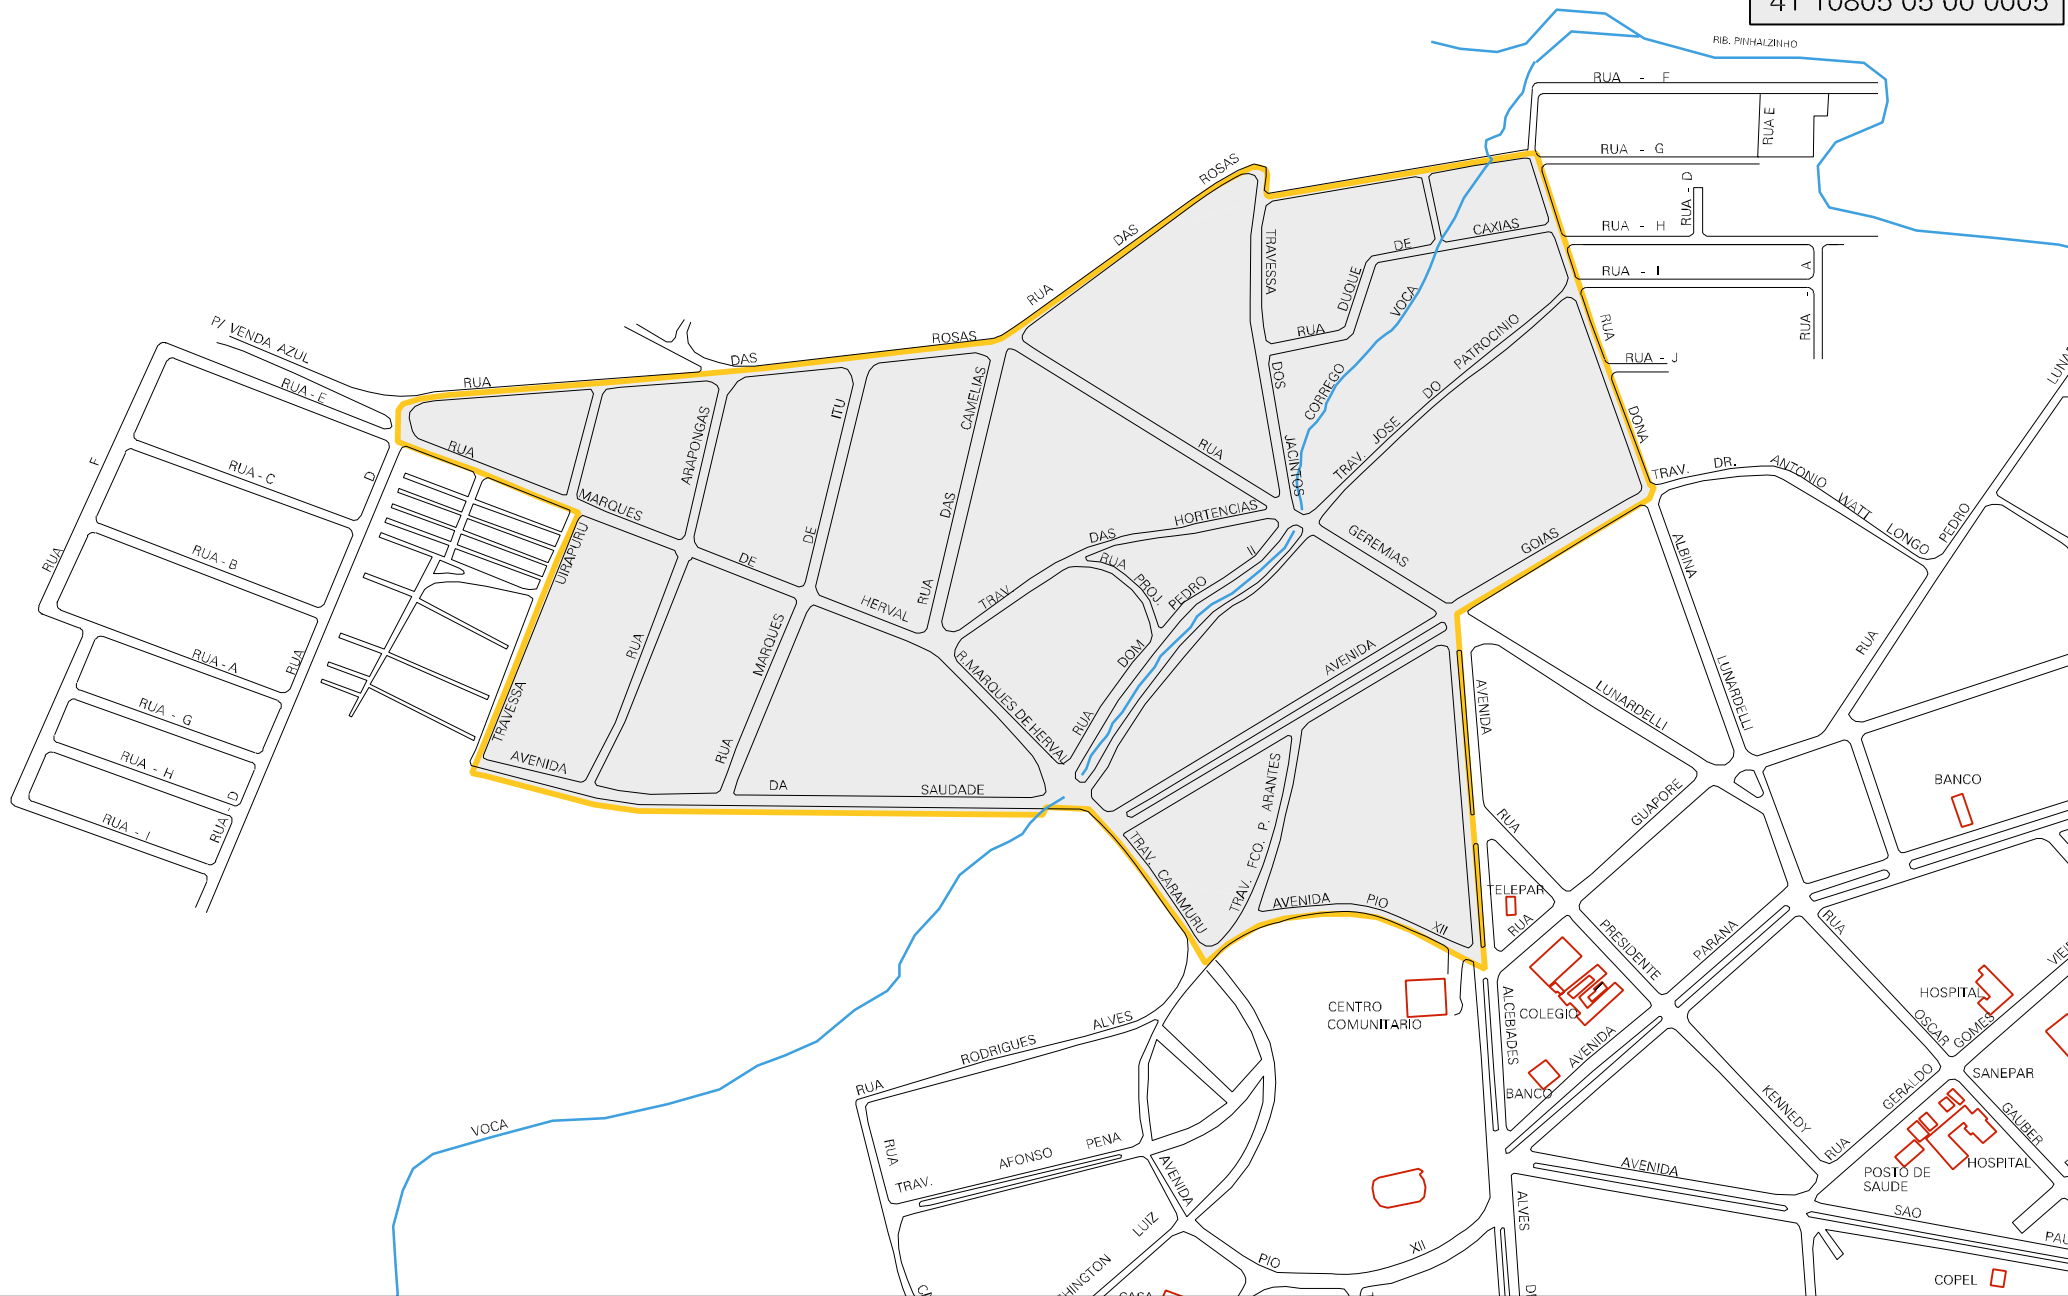 41 10805 05 00 0005
RIB. PINHALZINHO
RUA - F
RUA E
RUA - G
RUA - D
RUA - H
RUA - I
RUA - A
RUA - J
RUA DAS ROSAS
TRAVESSA DOS JACINTOS
RUA DUQUE DE CAXIAS
CORREGO VOCA
TRAV. JOSE DO PATROCINIO
RUA DONA
ALBINA
LUNARDELLI
TRAV. DR. ANTONIO WATT LONGO
RUA PEDRO
P/ VENDA AZUL
RUA - E
RUA DAS ROSAS
RUA - C
RUA - B
RUA - A
RUA - G
RUA - H
RUA - I
RUA F
RUA D
RUA - D
RUA MARQUES DE HERVAL
RUA ARAPONGAS
RUA MARQUES DE ITU
RUA DAS CAMELIAS
TRAVESSA UIRAPURU
RUA
GEREMIAS
LUNARDELLI
GOIAS
TRAV. DAS HORTENCIAS
RUA PROJ.
RUA DOM PEDRO II
R.MARQUES DE HERVAL
AVENIDA
AVENIDA DA SAUDADE
TRAV. CARAMURU
TRAV. FCO. P. ARANTES
AVENIDA PIO XII
AVENIDA
ALCEBIADES
ALVES
RUA
PRESIDENTE
KENNEDY
RUA
GUAPORE
TELEPAR
BANCO
CENTRO
COMUNITARIO
COLEGIO
BANCO
AVENIDA PARANA
RUA
OSCAR
GAUBER
HOSPITAL
RUA GERALDO GOMES
SANEPAR
HOSPITAL
POSTO DE
SAUDE
AVENIDA
SAO
COPEL
VOCA
RUA RODRIGUES ALVES
RUA
TRAV. AFONSO PENA
AVENIDA
LUIZ
PIO XII